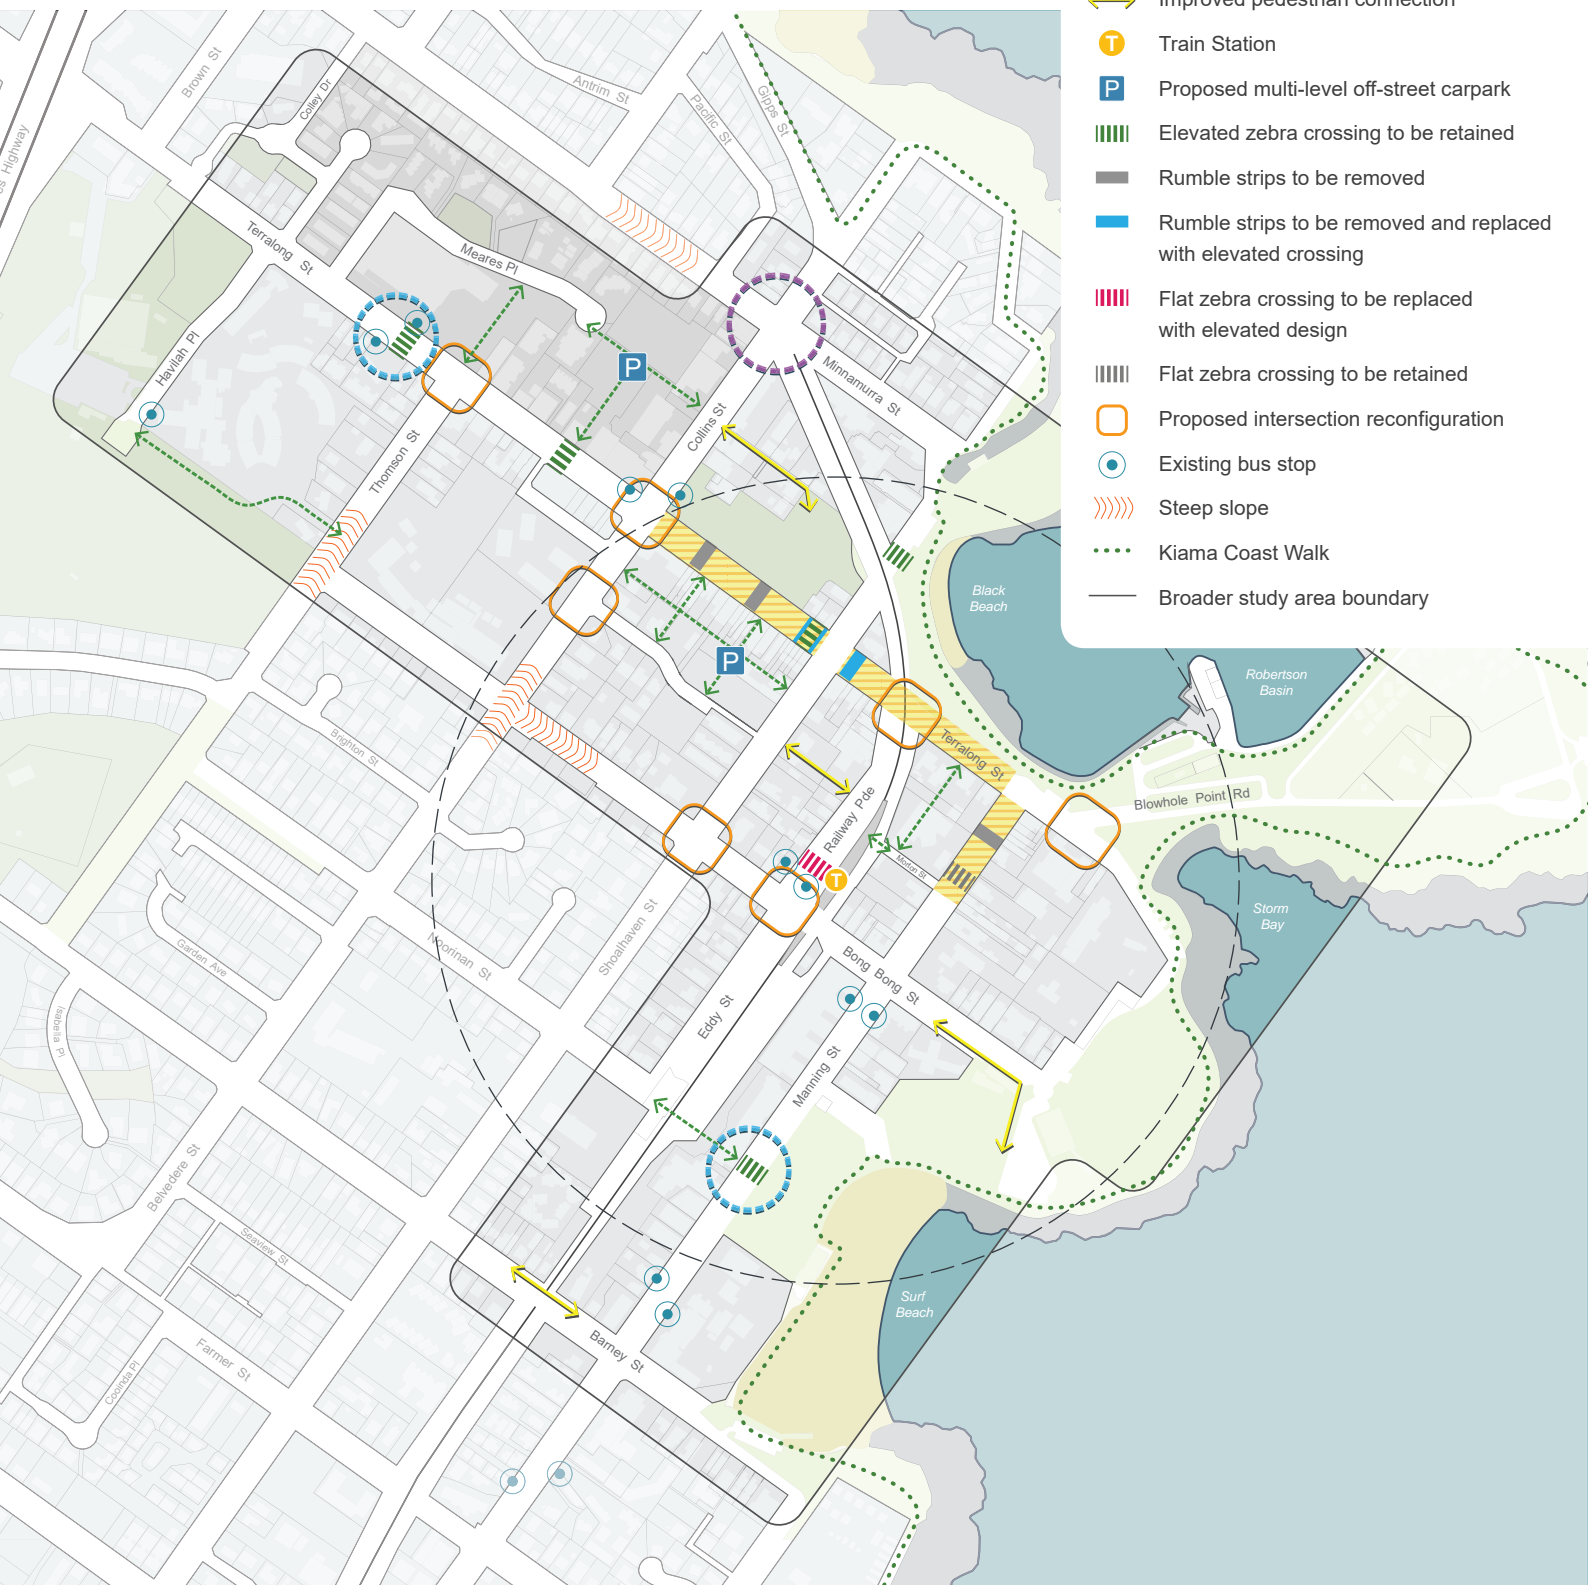 Improved pedestrian connection
T
Train Station
P
Proposed multi-level off-street carpark
Elevated zebra crossing to be retained
Rumble strips to be removed
Rumble strips to be removed and replaced
with elevated crossing
Flat zebra crossing to be replaced
with elevated design
Flat zebra crossing to be retained
Proposed intersection reconfiguration
Existing bus stop
Steep slope
Kiama Coast Walk
Broader study area boundary
Brown St
Colley Dr
Antrim St
Pacific St
Gipps St
Highway
Terralong St
Meares Pl
Havilah Pl
Thomson St
P
Collins St
Minnamurra St
Black
Beach
Robertson
Basin
P
Terralong St
Blowhole Point Rd
Brighton St
Railway Pde
Morton St
T
Storm
Bay
Garden Ave
Noorinan St
Shoalhaven St
Bong Bong St
Eddy St
Isabella Pl
Manning St
Belvedere St
Seaview St
Surf
Beach
Barney St
Farmer St
Coolnda Pl